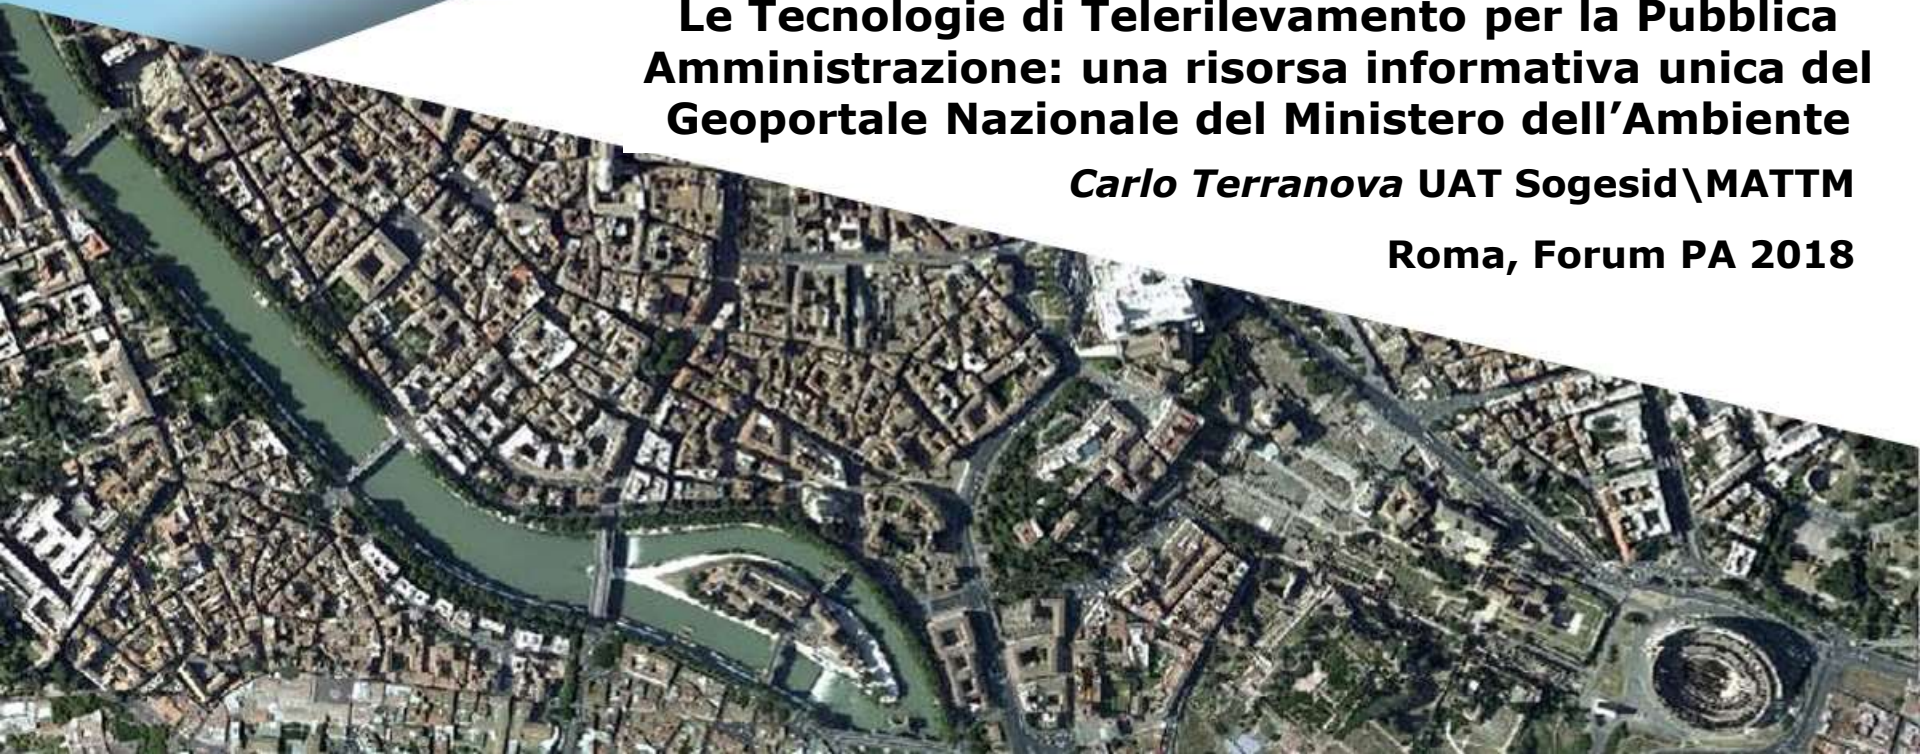 Le Tecnologie di Telerilevamento per la Pubblica
Amministrazione: una risorsa informativa unica del
Geoportale Nazionale del Ministero dell’Ambiente
Carlo Terranova UAT Sogesid\MATTM
Roma, Forum PA 2018